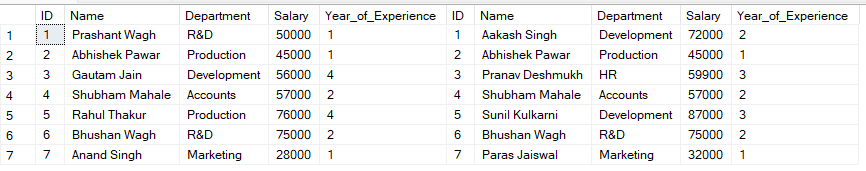 ID Name Department Salary Year_of_Experience ID Name Department Salary Year_of_Experience
1 1 Prashant Wagh R&D 50000 1 1 Aakash Singh Development 72000 2
2 2 Abhishek Pawar Production 45000 1 2 Abhishek Pawar Production 45000 1
3 3 Gautam Jain Development 56000 4 3 Pranav Deshmukh HR 59900 3
4 4 Shubham Mahale Accounts 57000 2 4 Shubham Mahale Accounts 57000 2
5 5 Rahul Thakur Production 76000 4 5 Sunil Kulkarni Development 87000 3
6 6 Bhushan Wagh R&D 75000 2 6 Bhushan Wagh R&D 75000 2
7 7 Anand Singh Marketing 28000 1 7 Paras Jaiswal Marketing 32000 1